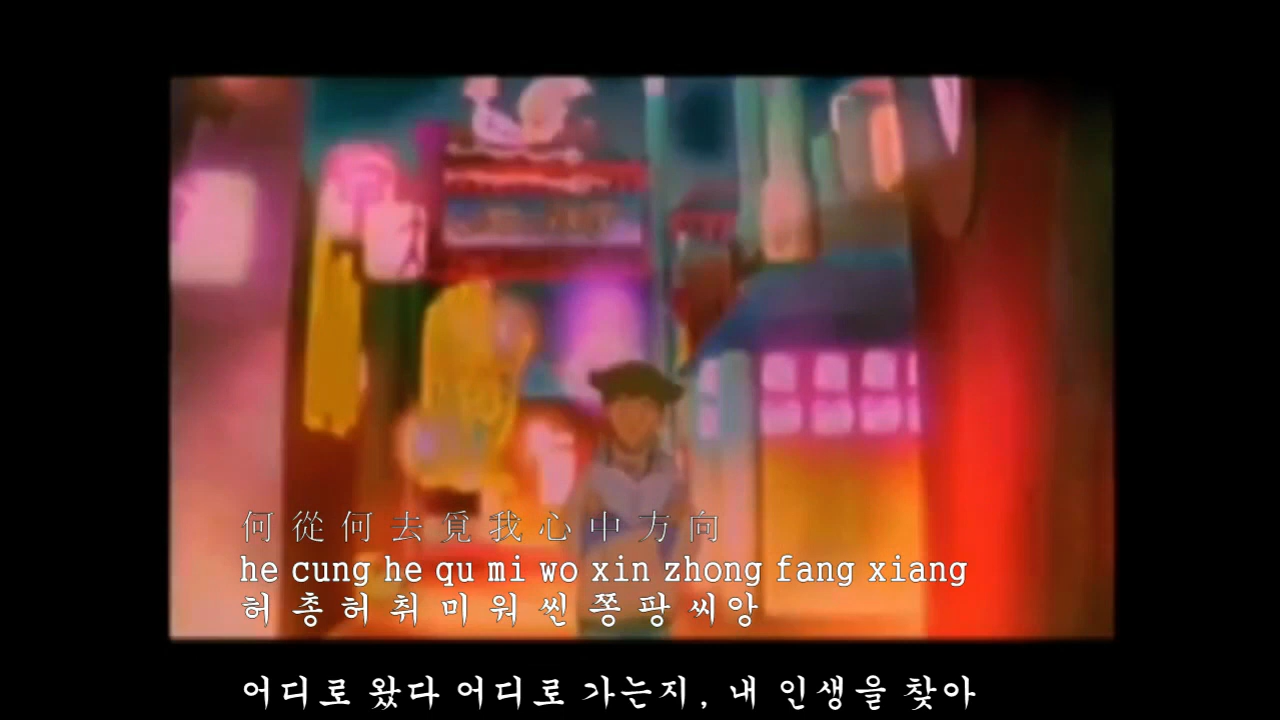 何從何去覓我心中方向
he cung he qu mi wo xin zhong fang xiang
허 총 허 취 미 워 씬 쫑 팡 씨앙
어디로 왔다 어디로 가는지, 내 인생을 찾아